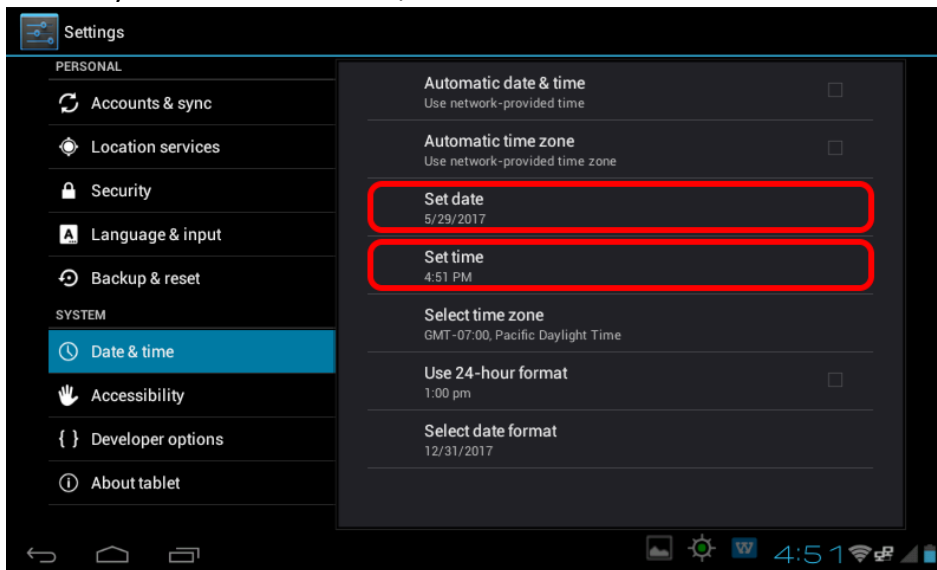 Settings
PERSONAL
Accounts & sync
Location services
Security
Language & input
Backup & reset
SYSTEM
Date & time
Accessibility
{ } Developer options
About tablet
Automatic date & time
Use network-provided time
Automatic time zone
Use network-provided time zone
Set date
5/29/2017
Set time
4:51 PM
Select time zone
GMT-07:00, Pacific Daylight Time
Use 24-hour format
1:00 pm
Select date format
12/31/2017
W 4:51